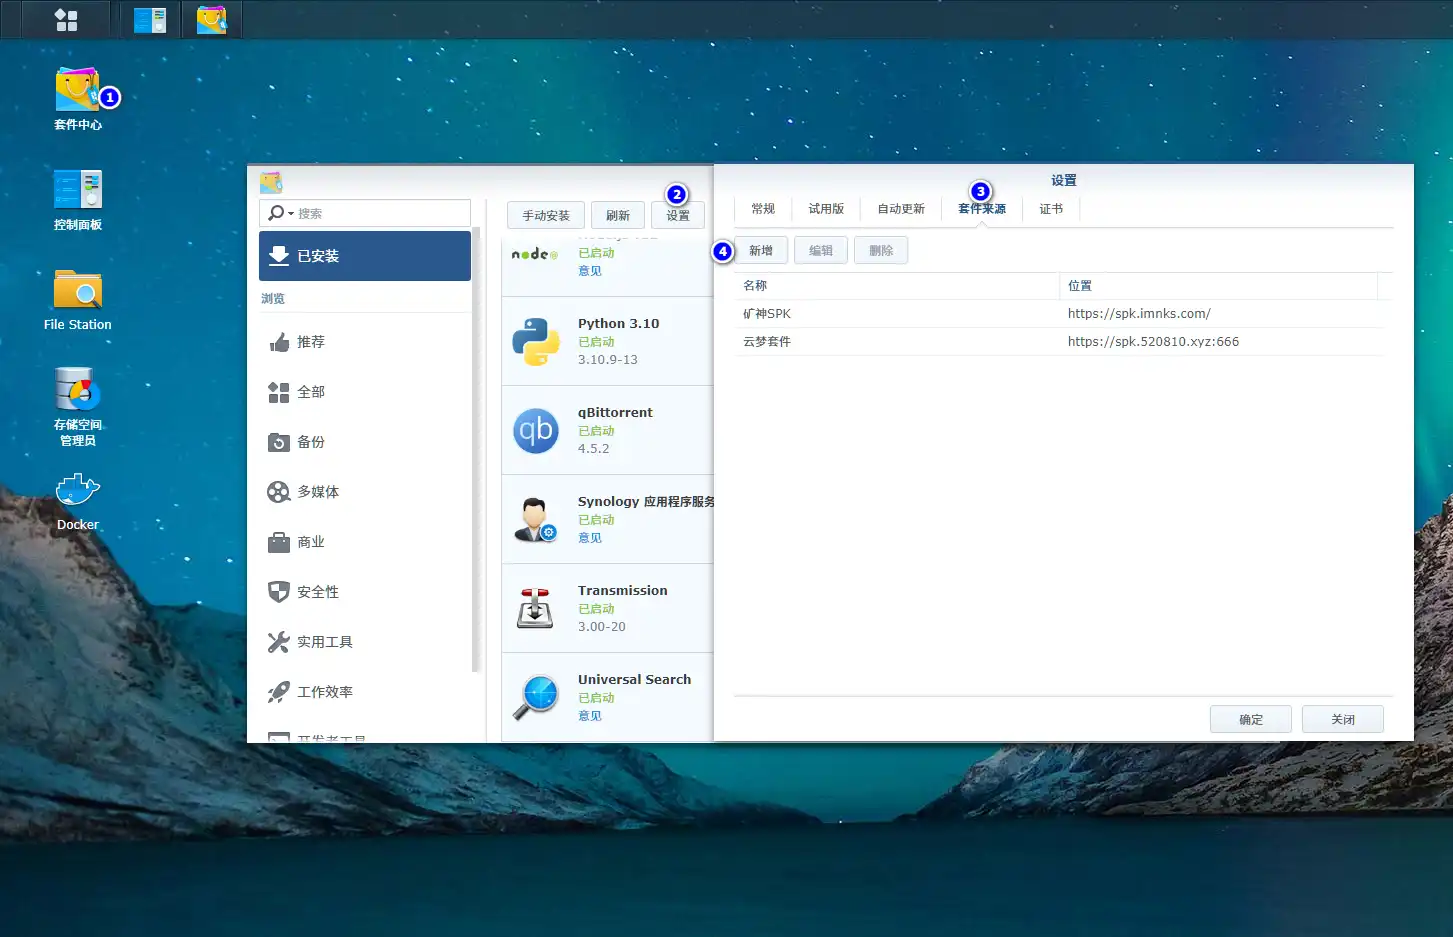 套件中心
1
控制面板
File Station
存储空间
管理员
Docker
搜索
已安装
浏览
推荐
全部
备份
多媒体
商业
安全性
实用工具
工作效率
开发者工具
手动安装
刷新
2
设置
node
已启动
意见
Python 3.10
已启动
3.10.9-13
qb
qBittorrent
已启动
4.5.2
Synology 应用程序服务
已启动
意见
Transmission
已启动
3.00-20
Universal Search
已启动
意见
设置
3
常规
试用版
自动更新
套件来源
证书
4
新增
编辑
删除
名称
位置
矿神SPK
https://spk.imnks.com/
云梦套件
https://spk.520810.xyz:666
确定
关闭